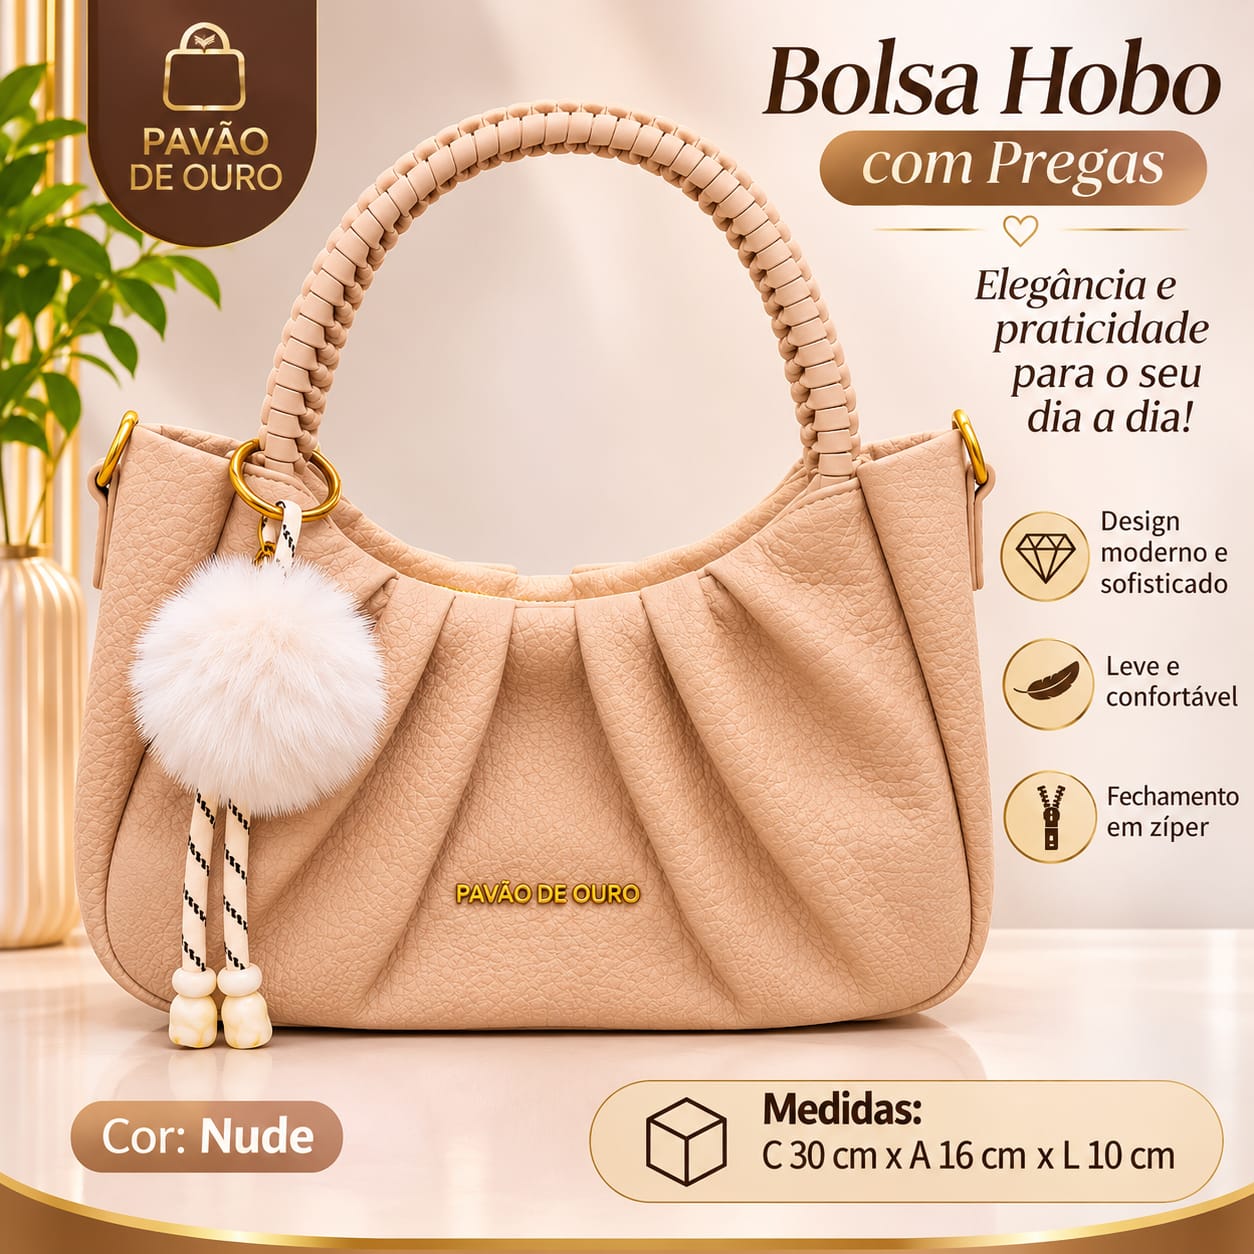 PAVÃO
DE OURO
Bolsa Hobo
com Pregas
Elegância e
praticidade
para o seu
dia a dia!
Design
moderno e
sofisticado
Leve e
confortável
Fechamento
em zíper
PAVÃO DE OURO
Cor: Nude
Medidas:
C 30 cm x A 16 cm x L 10 cm